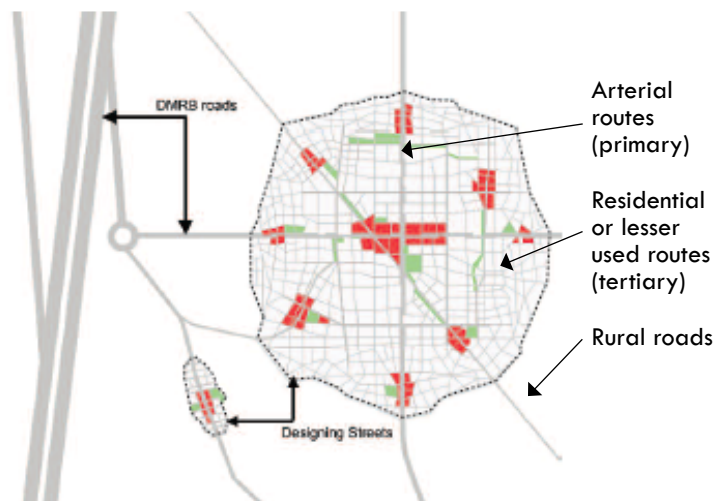 DMRB roads
Arterial
routes
(primary)
Residential
or lesser
used routes
(tertiary)
Rural roads
Designing Streets